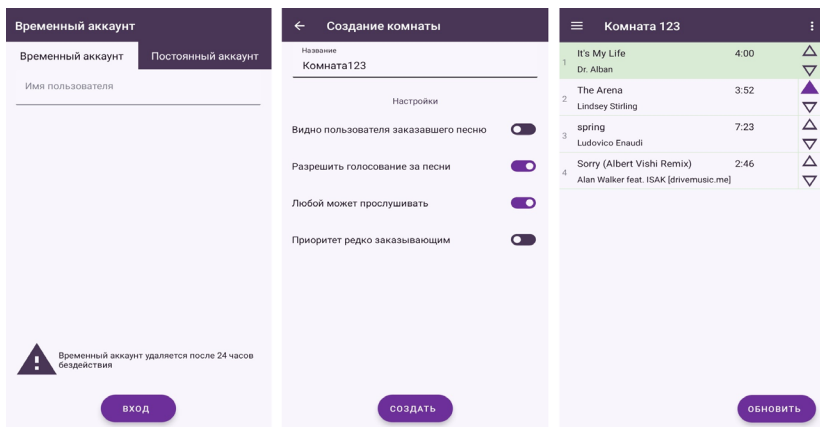 Временный аккаунт
Временный аккаунт
Постоянный аккаунт
Имя пользователя
Временный аккаунт удаляется после 24 часов
бездействия
ВХОД
Создание комнаты
Название
Комната123
Настройки
Видно пользователя заказавшего песню
Разрешить голосование за песни
Любой может прослушивать
Приоритет редко заказывающим
СОЗДАТЬ
Комната 123
1 It's My Life 4:00
Dr. Alban
2 The Arena 3:52
Lindsey Stirling
3 spring 7:23
Ludovico Enaudi
4 Sorry (Albert Vishi Remix) 2:46
Alan Walker feat. ISAK [drivemusic.me]
ОБНОВИТЬ